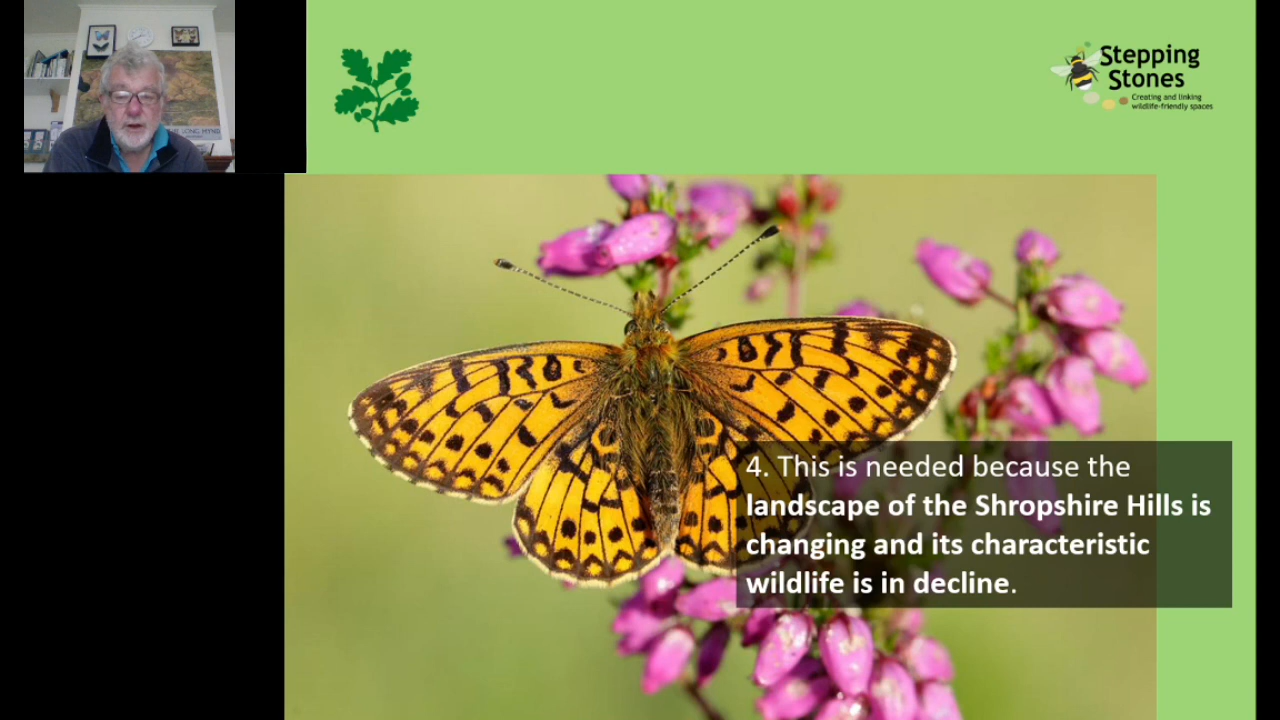 Stepping
Stones
Creating and linking
wildlife-friendly spaces
4. This is needed because the
landscape of the Shropshire Hills is
changing and its characteristic
wildlife is in decline.